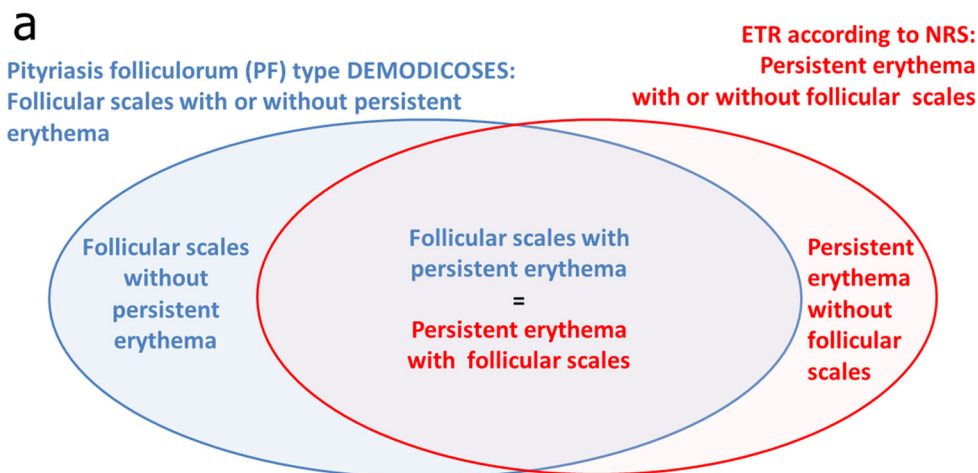 a
Pityriasis folliculorum (PF) type DEMODICOSES:
Follicular scales with or without persistent
erythema
ETR according to NRS:
Persistent erythema
with or without follicular scales
Follicular scales
without
persistent
erythema
Follicular scales with
persistent erythema
=
Persistent erythema
with follicular scales
Persistent
erythema
without
follicular
scales